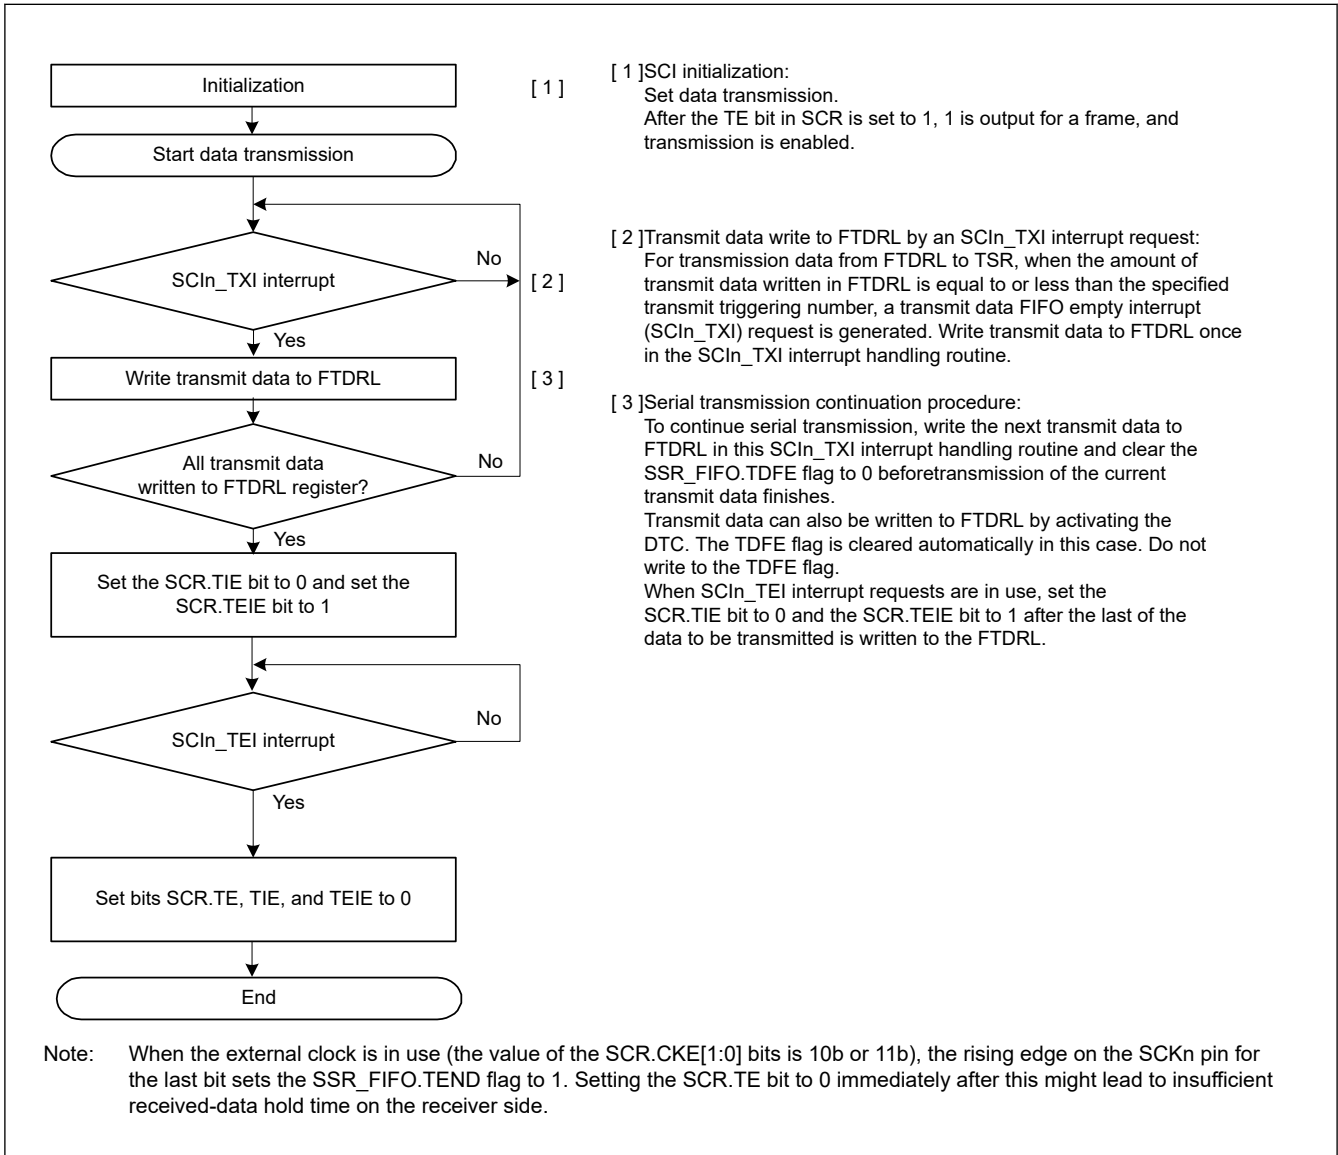 Initialization
[ 1 ]
Start data transmission
SCIn_TXI interrupt
No
[ 2 ]
Yes
Write transmit data to FTDRL
[ 3 ]
All transmit data
written to FTDRL register?
No
Yes
Set the SCR.TIE bit to 0 and set the
SCR.TEIE bit to 1
SCIn_TEI interrupt
No
Yes
Set bits SCR.TE, TIE, and TEIE to 0
End
[ 1 ]SCI initialization:
Set data transmission.
After the TE bit in SCR is set to 1, 1 is output for a frame, and
transmission is enabled.
[ 2 ]Transmit data write to FTDRL by an SCIn_TXI interrupt request:
For transmission data from FTDRL to TSR, when the amount of
transmit data written in FTDRL is equal to or less than the specified
transmit triggering number, a transmit data FIFO empty interrupt
(SCIn_TXI) request is generated. Write transmit data to FTDRL once
in the SCIn_TXI interrupt handling routine.
[ 3 ]Serial transmission continuation procedure:
To continue serial transmission, write the next transmit data to
FTDRL in this SCIn_TXI interrupt handling routine and clear the
SSR_FIFO.TDFE flag to 0 beforetransmission of the current
transmit data finishes.
Transmit data can also be written to FTDRL by activating the
DTC. The TDFE flag is cleared automatically in this case. Do not
write to the TDFE flag.
When SCIn_TEI interrupt requests are in use, set the
SCR.TIE bit to 0 and the SCR.TEIE bit to 1 after the last of the
data to be transmitted is written to the FTDRL.
Note: When the external clock is in use (the value of the SCR.CKE[1:0] bits is 10b or 11b), the rising edge on the SCKn pin for
the last bit sets the SSR_FIFO.TEND flag to 1. Setting the SCR.TE bit to 0 immediately after this might lead to insufficient
received-data hold time on the receiver side.